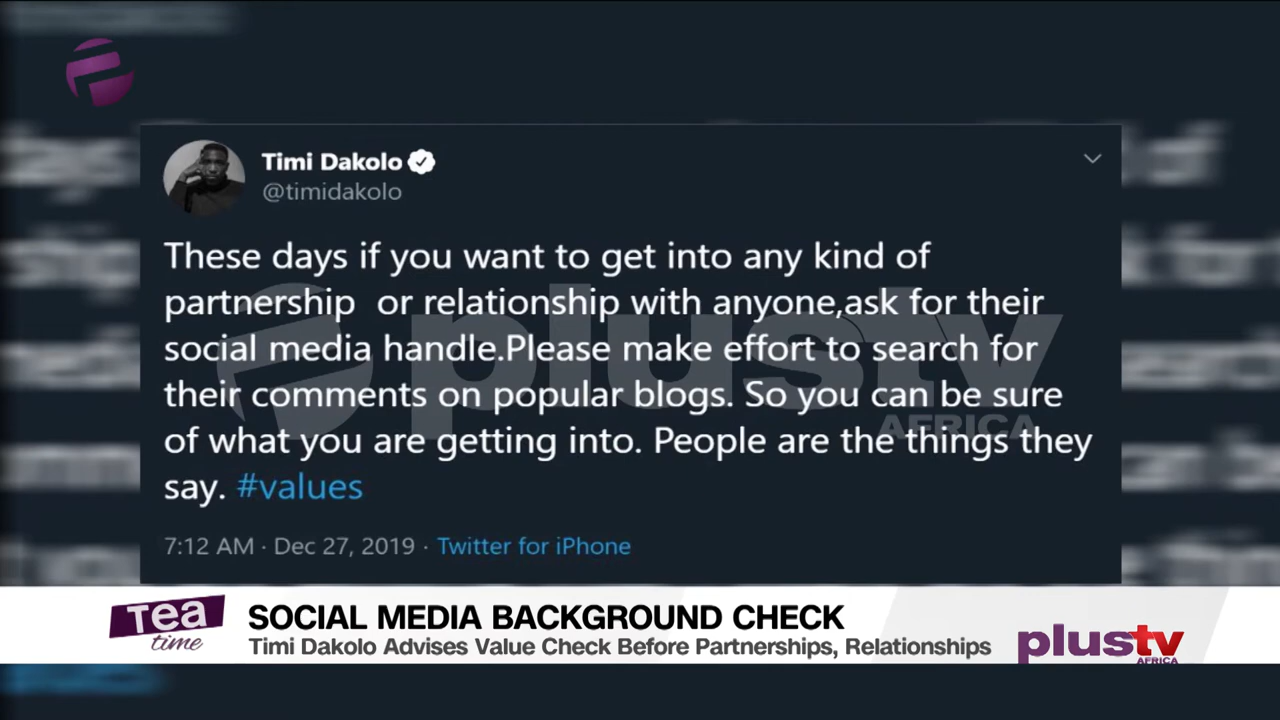 Timi Dakolo
@timidakolo
These days if you want to get into any kind of
partnership or relationship with anyone,ask for their
social media handle.Please make effort to search for
their comments on popular blogs. So you can be sure
of what you are getting into. People are the things they
say. #values
7:12 AM · Dec 27, 2019 · Twitter for iPhone
plustv
AFRICA
Tea
time
SOCIAL MEDIA BACKGROUND CHECK
Timi Dakolo Advises Value Check Before Partnerships, Relationships
plustv
AFRICA